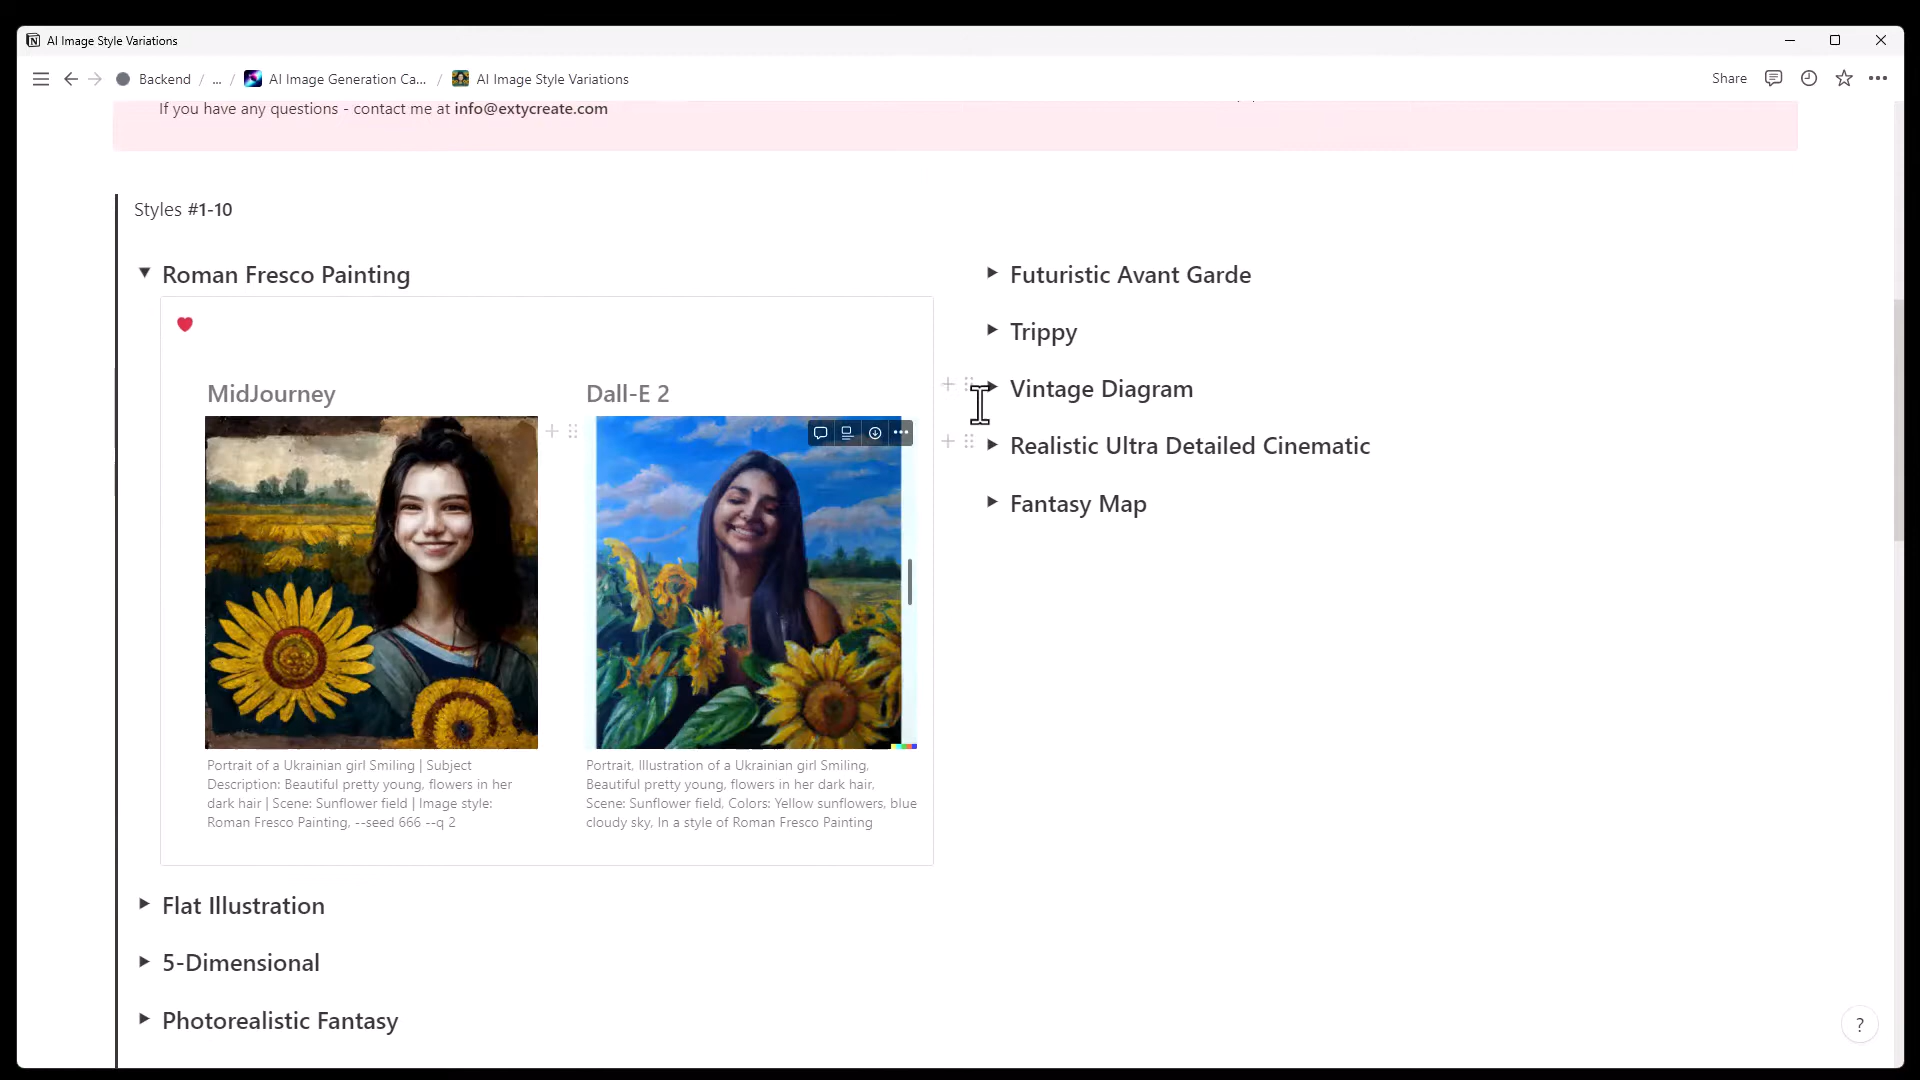 AI Image Style Variations
Backend / ... / AI Image Generation Ca... / AI Image Style Variations
Share
If you have any questions - contact me at info@extycreate.com
Styles #1-10
Roman Fresco Painting
MidJourney
Portrait of a Ukrainian girl Smiling | Subject
Description: Beautiful pretty young, flowers in her
dark hair | Scene: Sunflower field | Image style:
Roman Fresco Painting, --seed 666 --q 2
Dall-E 2
Portrait, Illustration of a Ukrainian girl Smiling,
Beautiful pretty young, flowers in her dark hair,
Scene: Sunflower field, Colors: Yellow sunflowers, blue
cloudy sky, In a style of Roman Fresco Painting
Flat Illustration
5-Dimensional
Photorealistic Fantasy
Futuristic Avant Garde
Trippy
Vintage Diagram
Realistic Ultra Detailed Cinematic
Fantasy Map
?